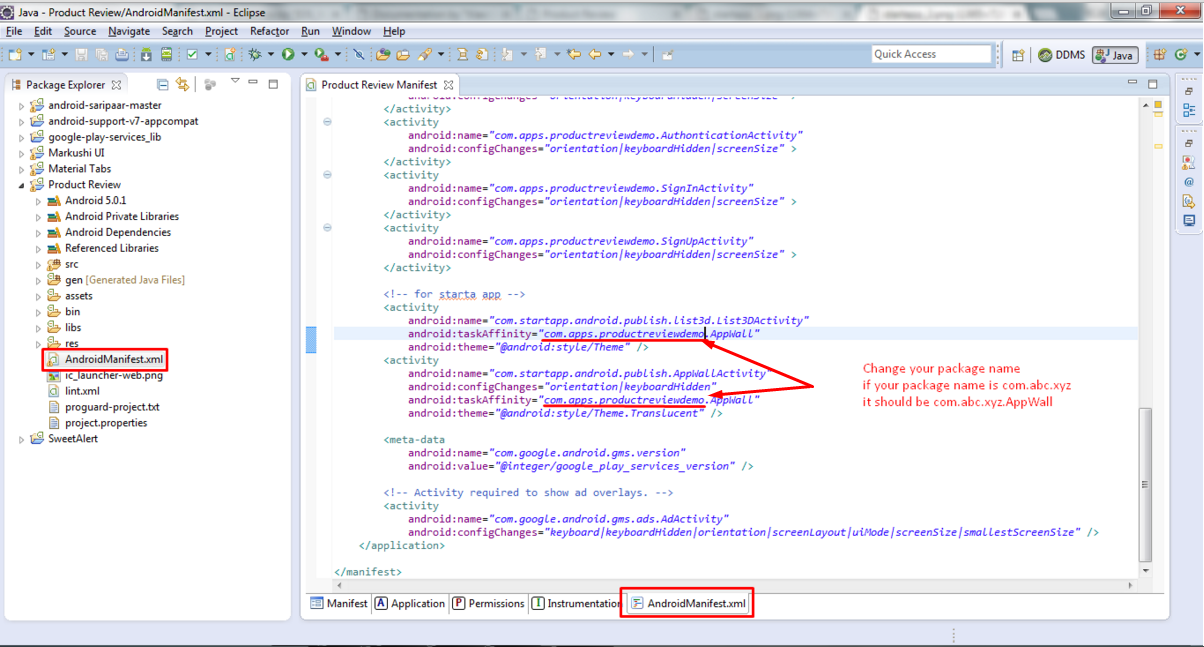 Java - Product Review/AndroidManifest.xml - Eclipse
File Edit Source Navigate Search Project Refactor Run Window Help
Quick Access
DDMS
Java
Package Explorer
android-saripaar-master
android-support-v7-appcompat
google-play-services_lib
Markushi UI
Material Tabs
Product Review
Android 5.0.1
Android Private Libraries
Android Dependencies
Referenced Libraries
src
gen [Generated Java Files]
assets
bin
libs
res
AndroidManifest.xml
ic_launcher-web.png
lint.xml
proguard-project.txt
project.properties
SweetAlert
Product Review Manifest
android:configChanges="orientation|keyboardHidden|screenSize" >
</activity>
<activity
android:name="com.apps.productreviewdemo.AuthonticationActivity"
android:configChanges="orientation|keyboardHidden|screenSize" >
</activity>
<activity
android:name="com.apps.productreviewdemo.SignInActivity"
android:configChanges="orientation|keyboardHidden|screenSize" >
</activity>
<activity
android:name="com.apps.productreviewdemo.SignUpActivity"
android:configChanges="orientation|keyboardHidden|screenSize" >
</activity>
<!-- for starta app -->
<activity
android:name="com.startapp.android.publish.list3d.List3DActivity"
android:taskAffinity="com.apps.productreviewdemo.AppWall"
android:theme="@android:style/Theme" />
<activity
android:name="com.startapp.android.publish.AppWallActivity"
android:configChanges="orientation|keyboardHidden"
android:taskAffinity="com.apps.productreviewdemo.AppWall"
android:theme="@android:style/Theme.Translucent" />
<meta-data
android:name="com.google.android.gms.version"
android:value="@integer/google_play_services_version" />
<!-- Activity required to show ad overlays. -->
<activity
android:name="com.google.android.gms.ads.AdActivity"
android:configChanges="keyboard|keyboardHidden|orientation|screenLayout|uiMode|screenSize|smallestScreenSize" />
</application>
</manifest>
Change your package name
if your package name is com.abc.xyz
it should be com.abc.xyz.AppWall
Manifest
A Application
P Permissions
I Instrumentation
AndroidManifest.xml